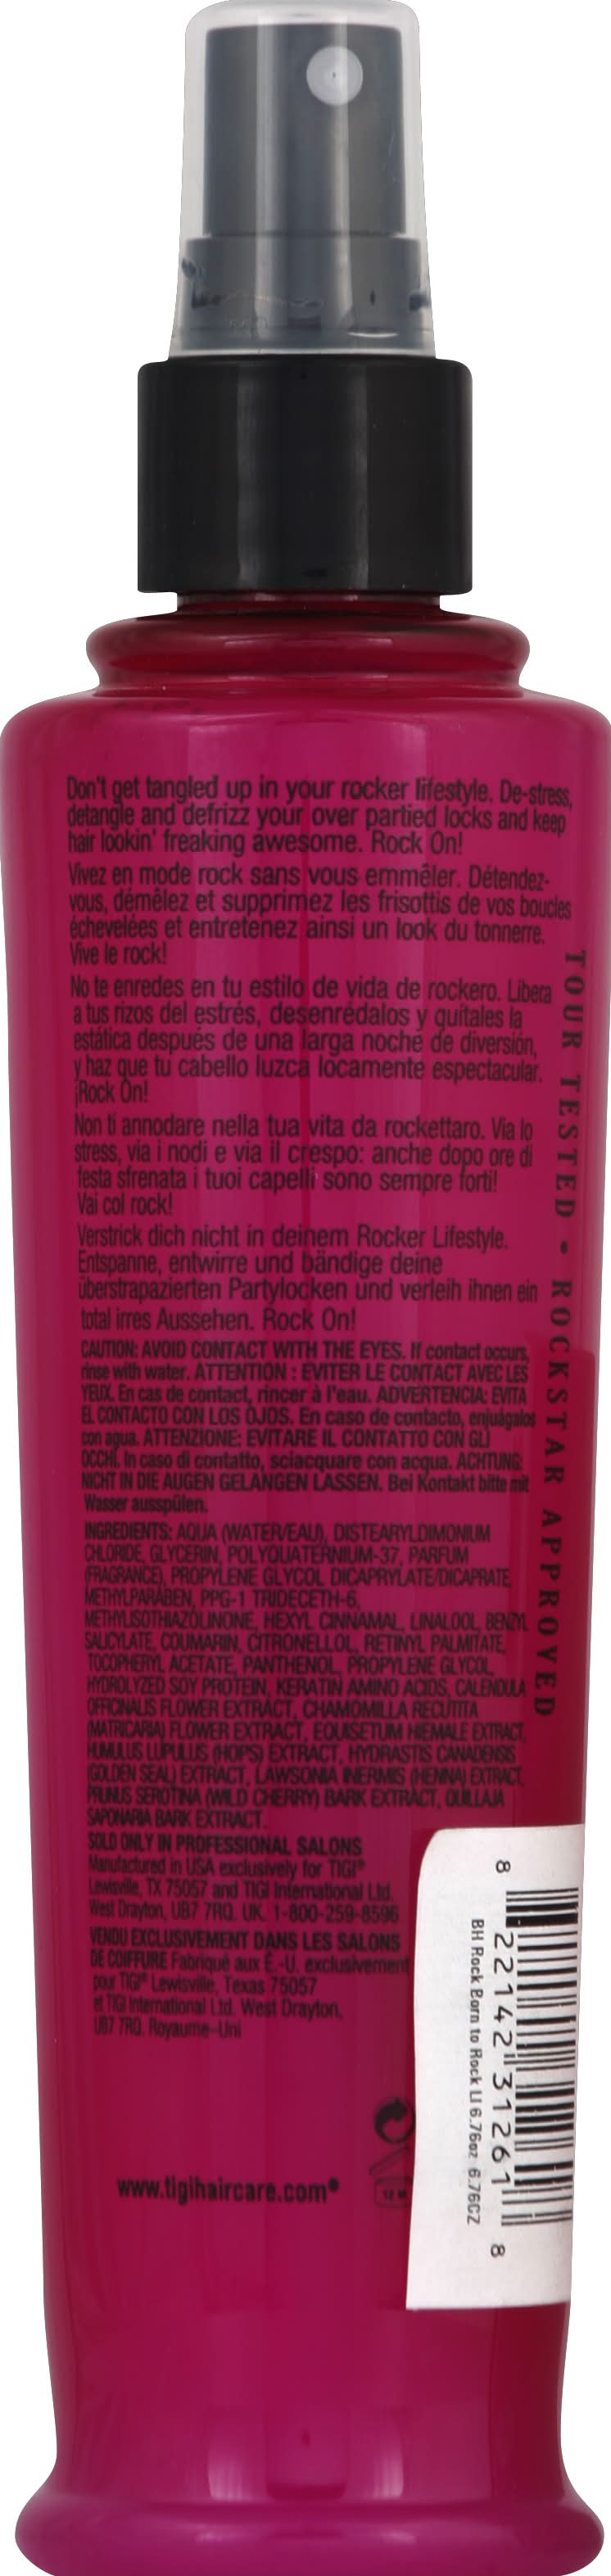 Don't get tangled up in your rocker lifestyle. De-stress,
detangle and defrizz your over partied locks and keep
hair lookin' freaking awesome. Rock On!
Vivez en mode rock sans vous emmêler. Détendez-
vous, démêlez et supprimez les frisottis de vos boucles
échevelées et entretenez ainsi un look du tonnerre.
Vive le rock!
No te enredes en tu estilo de vida de rockero. Libera
a tus rizos del estrés, desenrédalos y quítales la
estática después de una larga noche de diversión,
y haz que tu cabello luzca locamente espectacular.
¡Rock On!
Non ti annodare nella tua vita da rockettaro. Via lo
stress, via i nodi e via il crespo: anche dopo ore di
festa sfrenata i tuoi capelli sono sempre forti!
Vai col rock!
Verstrick dich nicht in deinem Rocker Lifestyle.
Entspanne, entwirre und bändige deine
überstrapazierten Partylocken und verleih ihnen ein
total irres Aussehen. Rock On!
CAUTION: AVOID CONTACT WITH THE EYES. If contact occurs,
rinse with water. ATTENTION : EVITER LE CONTACT AVEC LES
YEUX. En cas de contact, rincer à l'eau. ADVERTENCIA: EVITA
EL CONTACTO CON LOS OJOS. En caso de contacto, enjuágalos
con agua. ATTENZIONE: EVITARE IL CONTATTO CON GLI
OCCHI. In caso di contatto, sciacquare con acqua. ACHTUNG:
NICHT IN DIE AUGEN GELANGEN LASSEN. Bei Kontakt bitte mit
Wasser ausspülen.
INGREDIENTS: AQUA (WATER/EAU), DISTEARYLDIMONIUM
CHLORIDE, GLYCERIN, POLYQUATERNIUM-37, PARFUM
(FRAGRANCE), PROPYLENE GLYCOL DICAPRYLATE/DICAPRATE,
METHYLPARABEN, PPG-1 TRIDECETH-6,
METHYLISOTHIAZOLINONE, HEXYL CINNAMAL, LINALOOL, BENZYL
SALICYLATE, COUMARIN, CITRONELLOL, RETINYL PALMITATE,
TOCOPHERYL ACETATE, PANTHENOL, PROPYLENE GLYCOL,
HYDROLYZED SOY PROTEIN, KERATIN AMINO ACIDS, CALENDULA
OFFICINALIS FLOWER EXTRACT, CHAMOMILLA RECUTITA
(MATRICARIA) FLOWER EXTRACT, EQUISETUM HIEMALE EXTRACT,
HUMULUS LUPULUS (HOPS) EXTRACT, HYDRASTIS CANADENSIS
(GOLDEN SEAL) EXTRACT, LAWSONIA INERMIS (HENNA) EXTRACT,
PRUNUS SEROTINA (WILD CHERRY) BARK EXTRACT, QUILLAJA
SAPONARIA BARK EXTRACT.
SOLD ONLY IN PROFESSIONAL SALONS
Manufactured in USA exclusively for TIGI®
Lewisville, TX 75057 and TIGI International Ltd.
West Drayton, UB7 7RQ. UK. 1-800-259-8596
VENDU EXCLUSIVEMENT DANS LES SALONS
DE COIFFURE Fabriqué aux E.-U. exclusivement
pour TIGI® Lewisville, Texas 75057
et TIGI International Ltd. West Drayton,
UB7 7RQ. Royaume-Uni
www.tigihaircare.com®
TOUR TESTED • ROCKSTAR APPROVED
8 22142 31261 8
BH Rock Born to Rock LI 6.76oz 6.76CZ